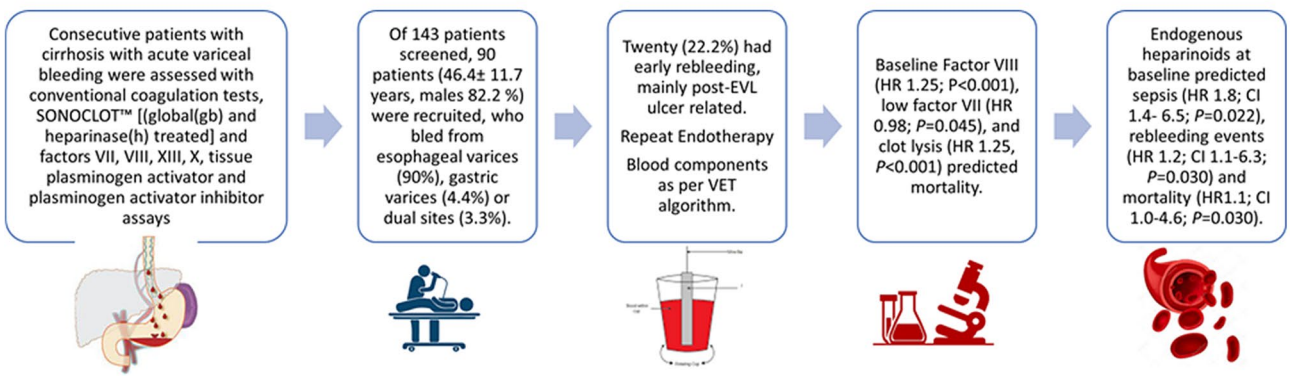 Consecutive patients with
cirrhosis with acute variceal
bleeding were assessed with
conventional coagulation tests,
SONOCLOT™ [(global(gb) and
heparinase(h) treated] and
factors VII, VIII, XIII, X, tissue
plasminogen activator and
plasminogen activator inhibitor
assays
Of 143 patients
screened, 90
patients (46.4± 11.7
years, males 82.2 %)
were recruited, who
bled from
esophageal varices
(90%), gastric
varices (4.4%) or
dual sites (3.3%).
Twenty (22.2%) had
early rebleeding,
mainly post-EVL
ulcer related.
Repeat Endotherapy
Blood components
as per VET
algorithm.
Baseline Factor VIII
(HR 1.25; P<0.001),
low factor VII (HR
0.98; P=0.045), and
clot lysis (HR 1.25,
P<0.001) predicted
mortality.
Endogenous
heparinoids at
baseline predicted
sepsis (HR 1.8; CI
1.4- 6.5; P=0.022),
rebleeding events
(HR 1.2; CI 1.1-6.3;
P=0.030) and
mortality (HR1.1; CI
1.0-4.6; P=0.030).